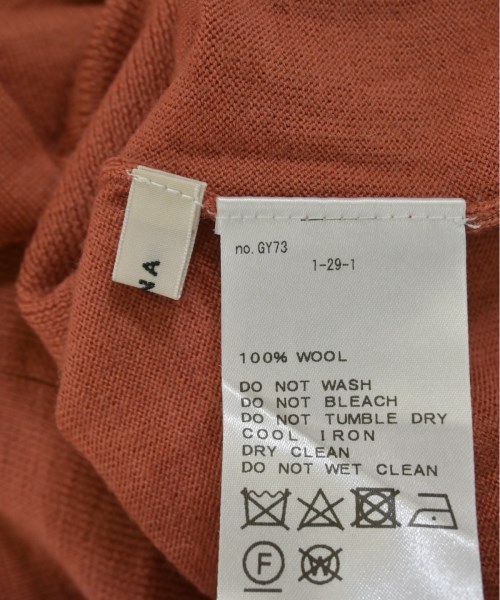 NA
no. GY73
1-29-1
100% WOOL
DO NOT WASH
DO NOT BLEACH
DO NOT TUMBLE DRY
COOL IRON
DRY CLEAN
DO NOT WET CLEAN
F
W